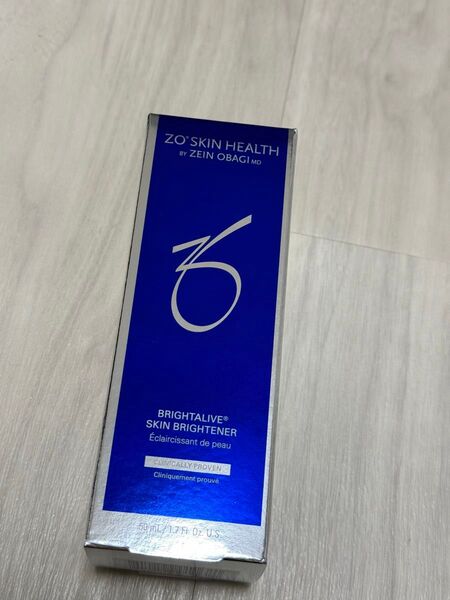 ZO® SKIN HEALTH
BY ZEIN OBAGI MD
BRIGHTALIVE®
SKIN BRIGHTENER
Éclaircissant de peau
CLINICALLY PROVEN
Cliniquement prouvé
50 mL / 1.7 Fl. Oz. U.S.